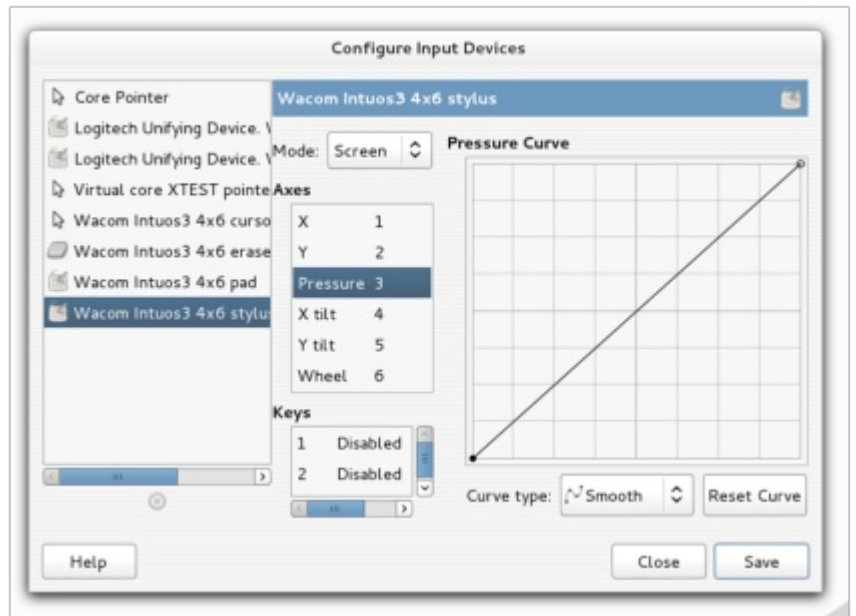 Configure Input Devices
Core Pointer
Logitech Unifying Device.
Logitech Unifying Device.
Virtual core XTEST pointe
Wacom Intuos3 4x6 curso
Wacom Intuos3 4x6 erase
Wacom Intuos3 4x6 pad
Wacom Intuos3 4x6 stylu
Wacom Intuos3 4x6 stylus
Mode: Screen
Axes
X 1
Y 2
Pressure 3
X tilt 4
Y tilt 5
Wheel 6
Keys
1 Disabled
2 Disabled
Pressure Curve
Curve type: Smooth Reset Curve
Help Close Save